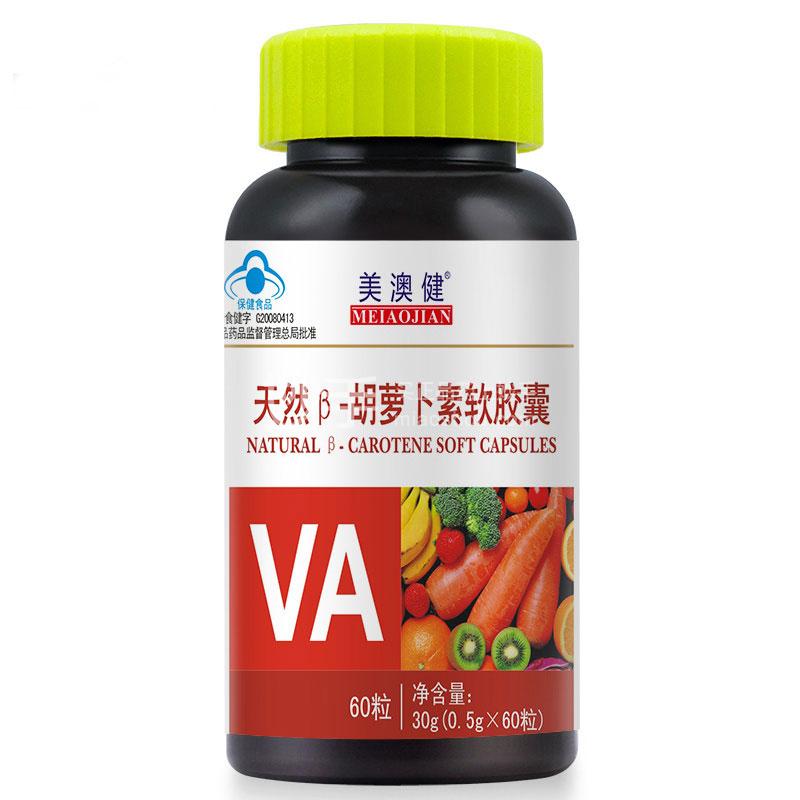 保健食品
食健字 G20080413
品药品监督管理总局批准
美澳健®
MEIAOJIAN
天然β-胡萝卜素软胶囊
NATURAL β- CAROTENE SOFT CAPSULES
VA
60粒
净含量:
30g(0.5g×60粒)